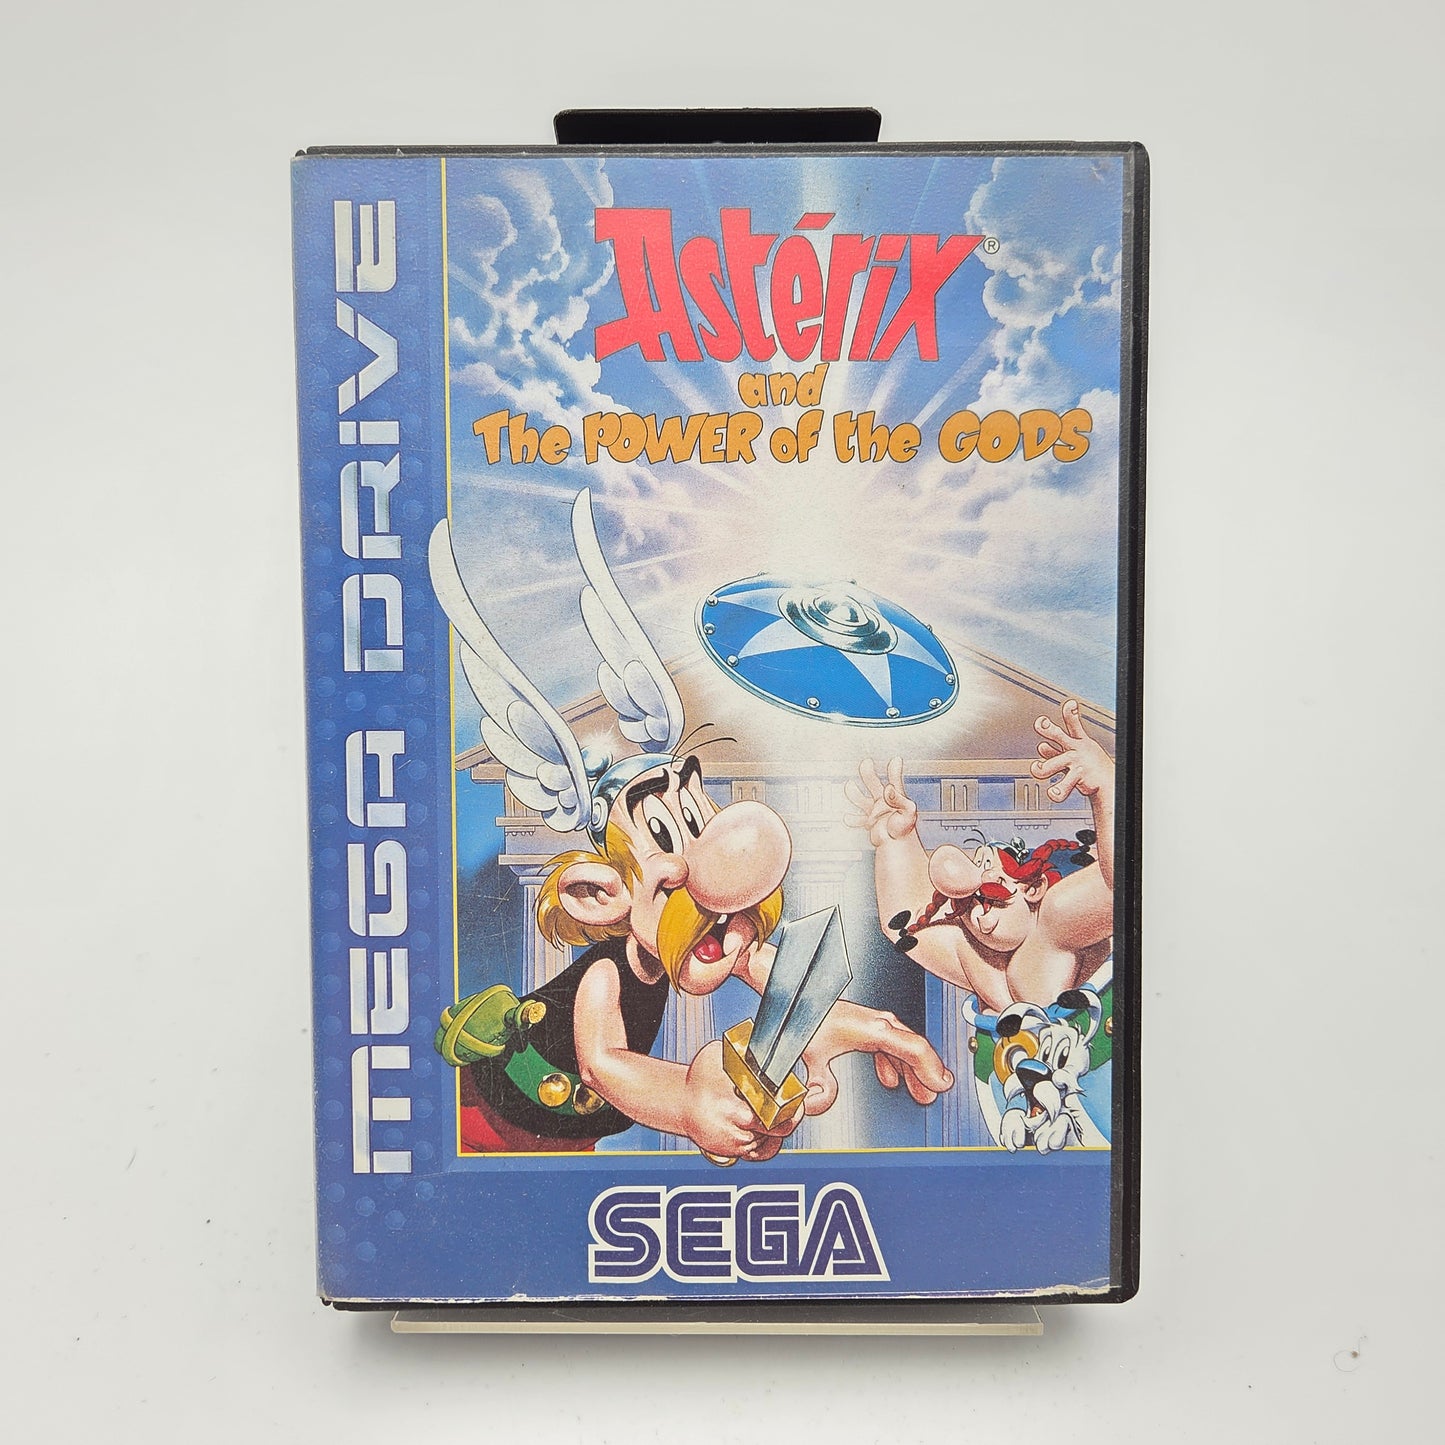 MEGA DRIVE
Astérix®
and
The POWER of the GODS
SEGA